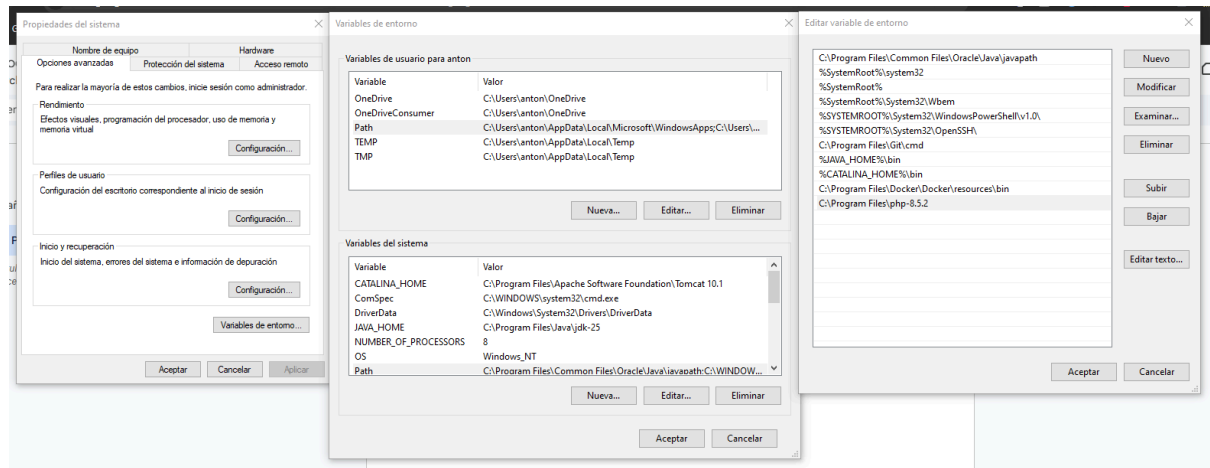 Propiedades del sistema
Nombre de equipo
Hardware
Opciones avanzadas
Protección del sistema
Acceso remoto
Para realizar la mayoría de estos cambios, inicie sesión como administrador.
Rendimiento
Efectos visuales, programación del procesador, uso de memoria y
memoria virtual
Configuración...
Perfiles de usuario
Configuración del escritorio correspondiente al inicio de sesión
Configuración...
Inicio y recuperación
Inicio del sistema, errores del sistema e información de depuración
Configuración...
Variables de entorno...
Aceptar
Cancelar
Aplicar
Variables de entorno
Variables de usuario para anton
Variable Valor
OneDrive C:\Users\anton\OneDrive
OneDriveConsumer C:\Users\anton\OneDrive
Path C:\Users\anton\AppData\Local\Microsoft\WindowsApps;C:\Users\...
TEMP C:\Users\anton\AppData\Local\Temp
TMP C:\Users\anton\AppData\Local\Temp
Nueva...
Editar...
Eliminar
Variables del sistema
Variable Valor
CATALINA_HOME C:\Program Files\Apache Software Foundation\Tomcat 10.1
ComSpec C:\WINDOWS\system32\cmd.exe
DriverData C:\Windows\System32\Drivers\DriverData
JAVA_HOME C:\Program Files\Java\jdk-25
NUMBER_OF_PROCESSORS 8
OS Windows_NT
Path C:\Program Files\Common Files\Oracle\Java\javapath;C:\WINDOW...
Nueva...
Editar...
Eliminar
Aceptar
Cancelar
Editar variable de entorno
C:\Program Files\Common Files\Oracle\Java\javapath
%SystemRoot%\system32
%SystemRoot%
%SystemRoot%\System32\Wbem
%SYSTEMROOT%\System32\WindowsPowerShell\v1.0\
%SYSTEMROOT%\System32\OpenSSH\
C:\Program Files\Git\cmd
%JAVA_HOME%\bin
%CATALINA_HOME%\bin
C:\Program Files\Docker\Docker\resources\bin
C:\Program Files\php-8.5.2
Nuevo
Modificar
Examinar...
Eliminar
Subir
Bajar
Editar texto...
Aceptar
Cancelar